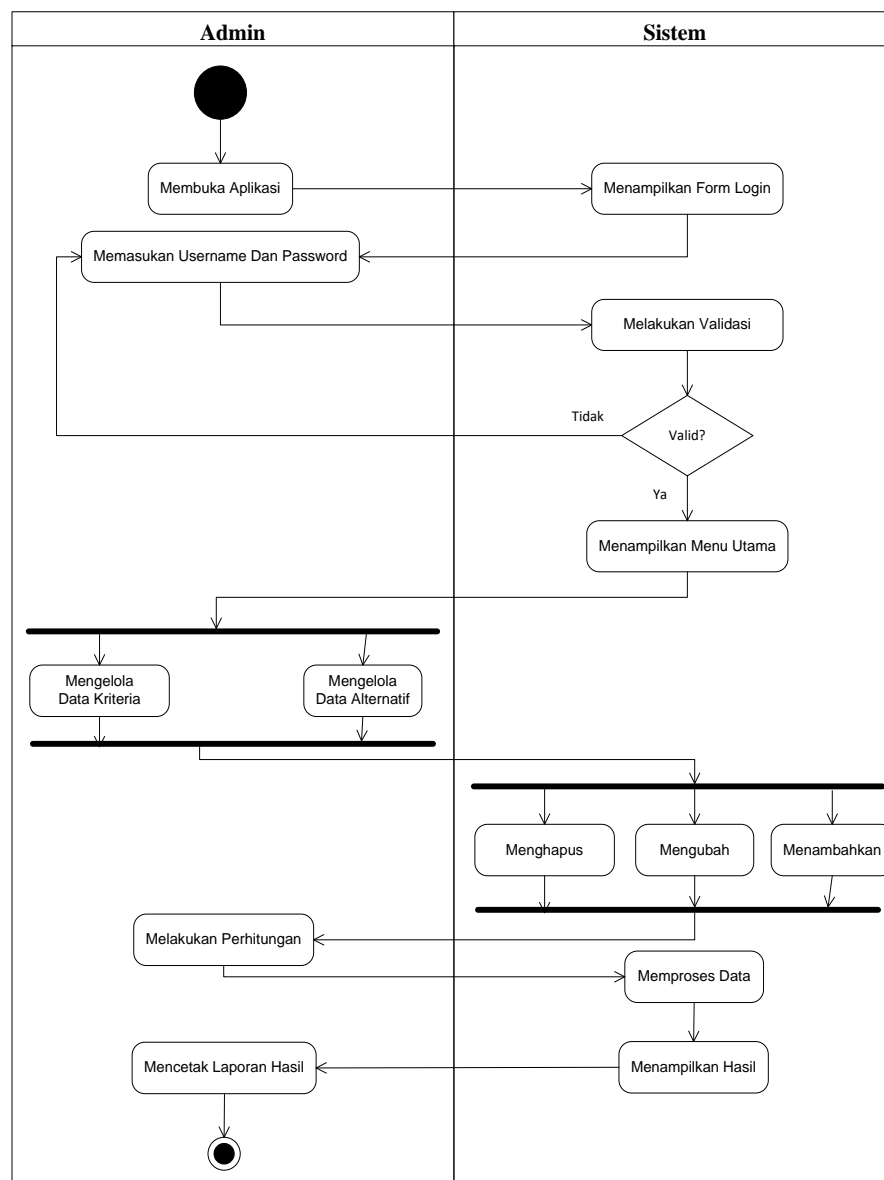 Admin
Sistem
Membuka Aplikasi
Menampilkan Form Login
Memasukan Username Dan Password
Melakukan Validasi
Tidak
Valid?
Ya
Menampilkan Menu Utama
Mengelola
Data Kriteria
Mengelola
Data Alternatif
Menghapus
Mengubah
Menambahkan
Melakukan Perhitungan
Memproses Data
Mencetak Laporan Hasil
Menampilkan Hasil